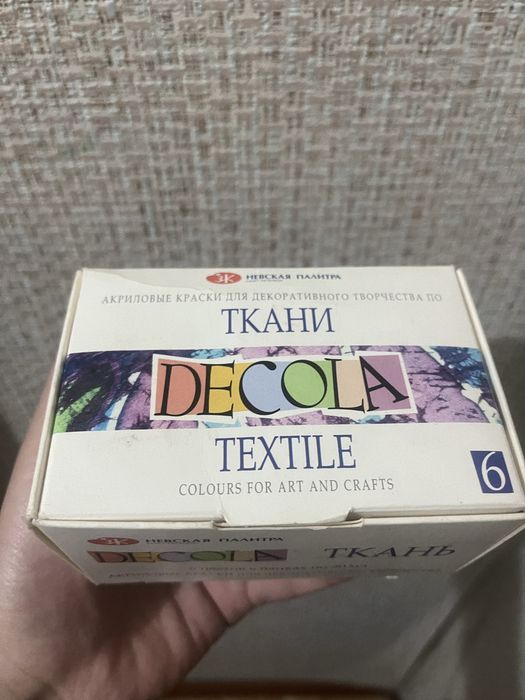 НЕВСКАЯ ПАЛИТРА
АКРИЛОВЫЕ КРАСКИ ДЛЯ ДЕКОРАТИВНОГО ТВОРЧЕСТВА ПО
ТКАНИ
DECOLA
TEXTILE
COLOURS FOR ART AND CRAFTS
6
НЕВСКАЯ ПАЛИТРА
DECOLA
ТКАНЬ